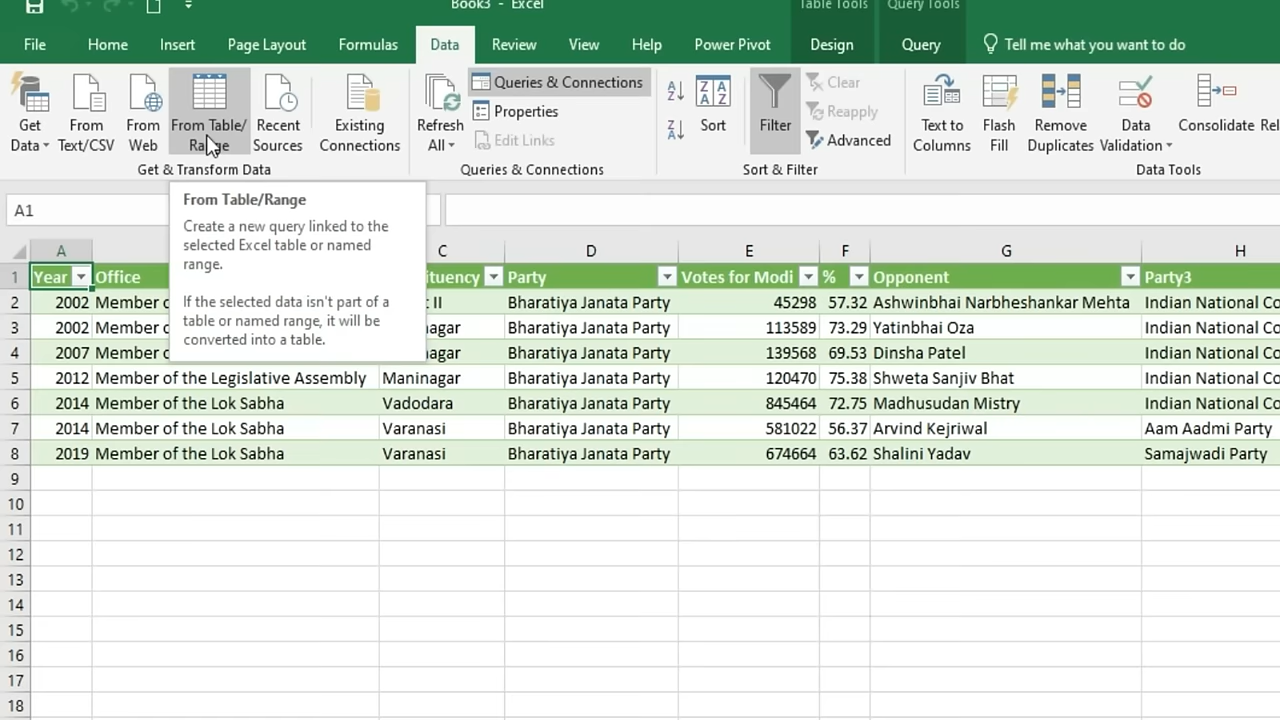 Book3 - Excel
Table Tools
Query Tools
File Home Insert Page Layout Formulas Data Review View Help Power Pivot Design Query Tell me what you want to do
Get Data
From Text/CSV
From Web
From Table/ Range
Recent Sources
Existing Connections
Get & Transform Data
Refresh All
Queries & Connections
Properties
Edit Links
Queries & Connections
Sort
Filter
Clear
Reapply
Advanced
Sort & Filter
Text to Columns
Flash Fill
Remove Duplicates
Data Validation
Consolidate
Rel
Data Tools
A1
From Table/Range
Create a new query linked to the
selected Excel table or named
range.
If the selected data isn't part of a
table or named range, it will be
converted into a table.
A C D E F G H
1 Year Office ituency Party Votes for Modi % Opponent Party3
2 2002 Member o t II Bharatiya Janata Party 45298 57.32 Ashwinbhai Narbheshankar Mehta Indian National Co
3 2002 Member o nagar Bharatiya Janata Party 113589 73.29 Yatinbhai Oza Indian National Co
4 2007 Member o nagar Bharatiya Janata Party 139568 69.53 Dinsha Patel Indian National Co
5 2012 Member of the Legislative Assembly Maninagar Bharatiya Janata Party 120470 75.38 Shweta Sanjiv Bhat Indian National Co
6 2014 Member of the Lok Sabha Vadodara Bharatiya Janata Party 845464 72.75 Madhusudan Mistry Indian National Co
7 2014 Member of the Lok Sabha Varanasi Bharatiya Janata Party 581022 56.37 Arvind Kejriwal Aam Aadmi Party
8 2019 Member of the Lok Sabha Varanasi Bharatiya Janata Party 674664 63.62 Shalini Yadav Samajwadi Party
9
10
11
12
13
14
15
16
17
18